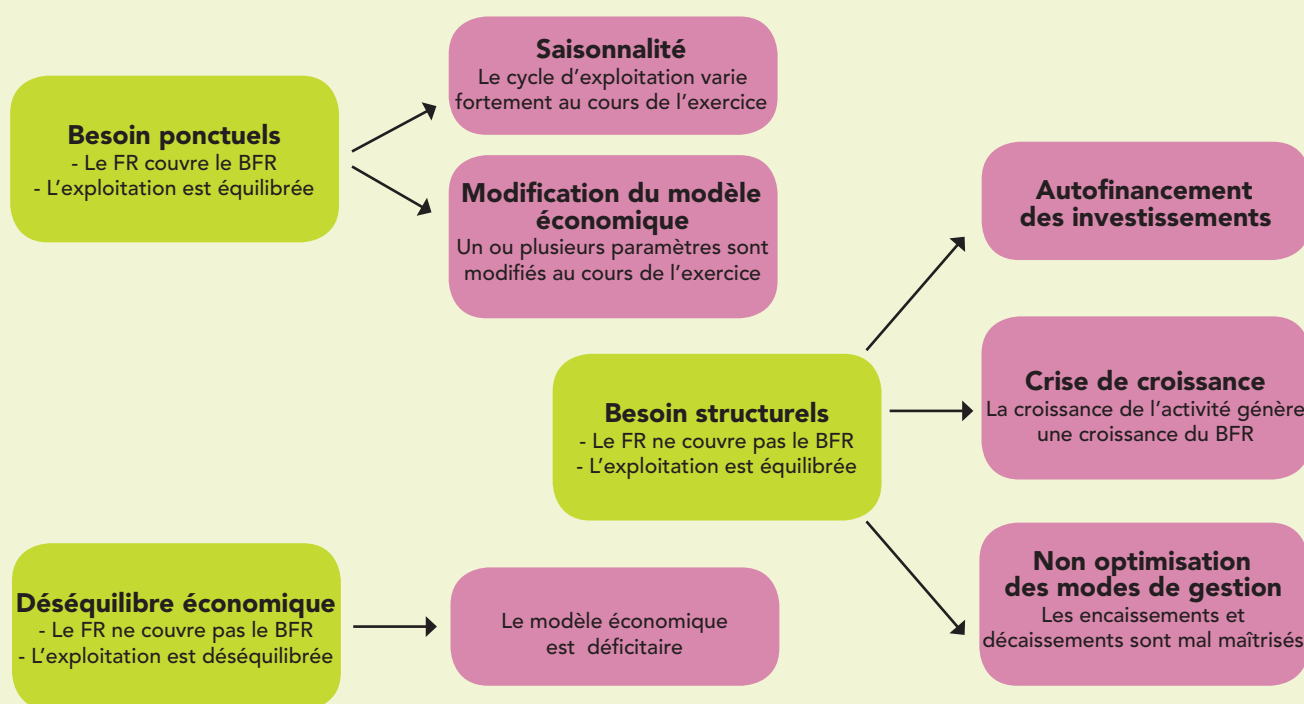 Besoin ponctuels
- Le FR couvre le BFR
- L'exploitation est équilibrée
Saisonnalité
Le cycle d'exploitation varie
fortement au cours de l'exercice
Modification du modèle
économique
Un ou plusieurs paramètres sont
modifiés au cours de l'exercice
Besoin structurels
- Le FR ne couvre pas le BFR
- L'exploitation est équilibrée
Autofinancement
des investissements
Crise de croissance
La croissance de l'activité génère
une croissance du BFR
Non optimisation
des modes de gestion
Les encaissements et
décaissements sont mal maîtrisés
Déséquilibre économique
- Le FR ne couvre pas le BFR
- L'exploitation est déséquilibrée
Le modèle économique
est déficitaire